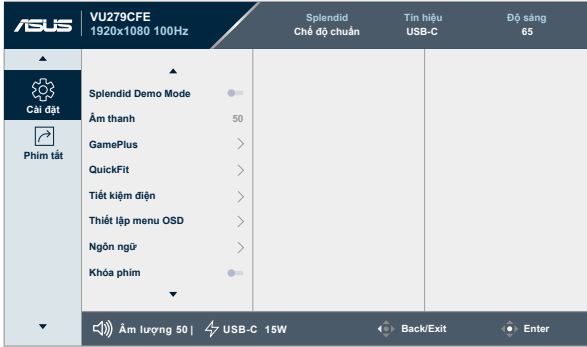 ASUS
VU279CFE
1920x1080 100Hz
Splendid
Chế độ chuẩn
Tín hiệu
USB-C
Độ sáng
65
Cài đặt
Phím tắt
Splendid Demo Mode
Âm thanh 50
GamePlus
QuickFit
Tiết kiệm điện
Thiết lập menu OSD
Ngôn ngữ
Khóa phím
Âm lượng 50 | USB-C 15W
Back/Exit
Enter